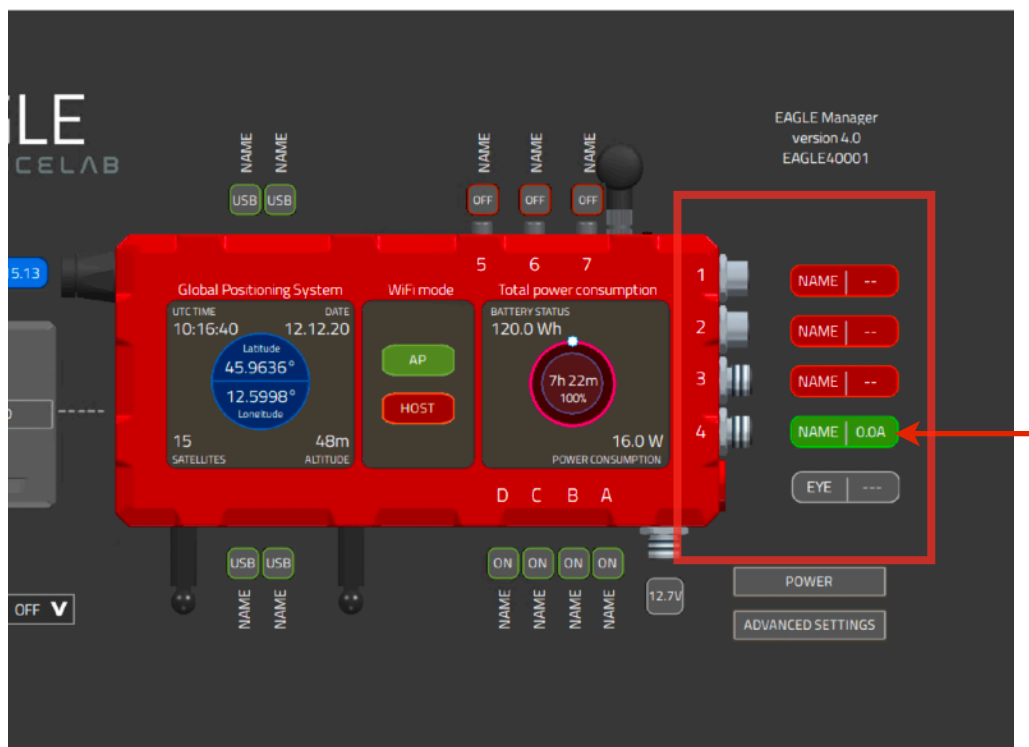 GLE
CELAB
EAGLE Manager
version 4.0
EAGLE40001
NAME NAME
USB USB
NAME NAME NAME
OFF OFF OFF
5 6 7
5.13
Global Positioning System
UTC TIME DATE
10:16:40 12.12.20
Latitude
45.9636°
12.5998°
Longitude
15 48m
SATELLITES ALTITUDE
WiFi mode
AP
HOST
Total power consumption
BATTERY STATUS
120.0 Wh
7h 22m
100%
16.0 W
POWER CONSUMPTION
D C B A
1
2
3
4
NAME | --
NAME | --
NAME | --
NAME | 0.0A
EYE | ---
USB USB
NAME NAME
ON ON ON ON
NAME NAME NAME NAME
12.7V
OFF V
POWER
ADVANCED SETTINGS